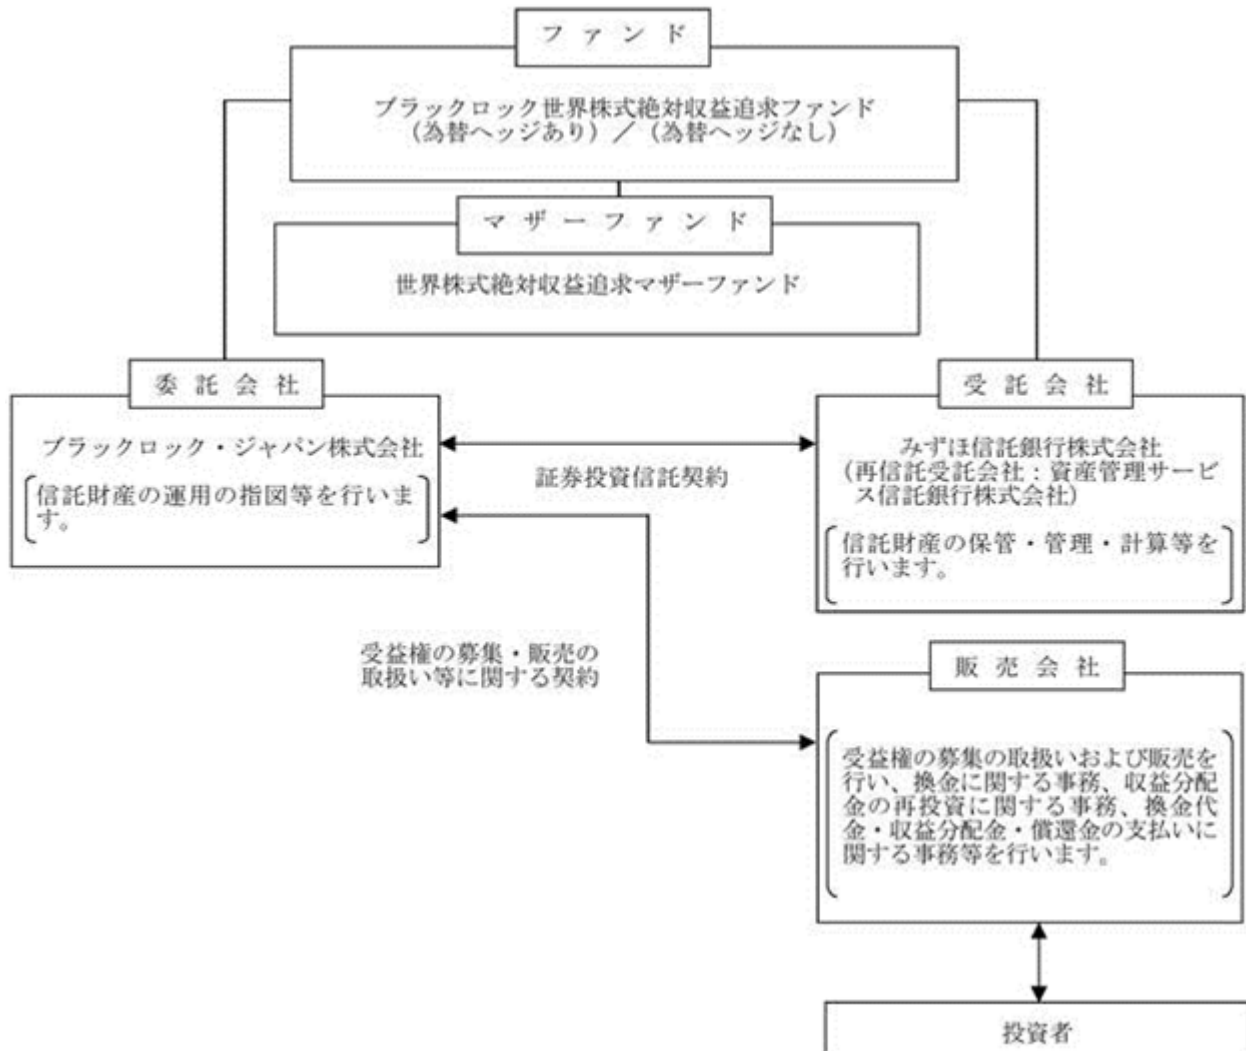 ファンド
ブラックロック世界株式絶対収益追求ファンド
（為替ヘッジあり）／（為替ヘッジなし）
マザーファンド
世界株式絶対収益追求マザーファンド
委託会社
ブラックロック・ジャパン株式会社
信託財産の運用の指図等を行いま
す。
証券投資信託契約
受託会社
みずほ信託銀行株式会社
（再信託受託会社：資産管理サービ
ス信託銀行株式会社）
信託財産の保管・管理・計算等を
行います。
受益権の募集・販売の
取扱い等に関する契約
販売会社
受益権の募集の取扱いおよび販売を
行い、換金に関する事務、収益分配
金の再投資に関する事務、換金代
金・収益分配金・償還金の支払いに
関する事務等を行います。
投資者